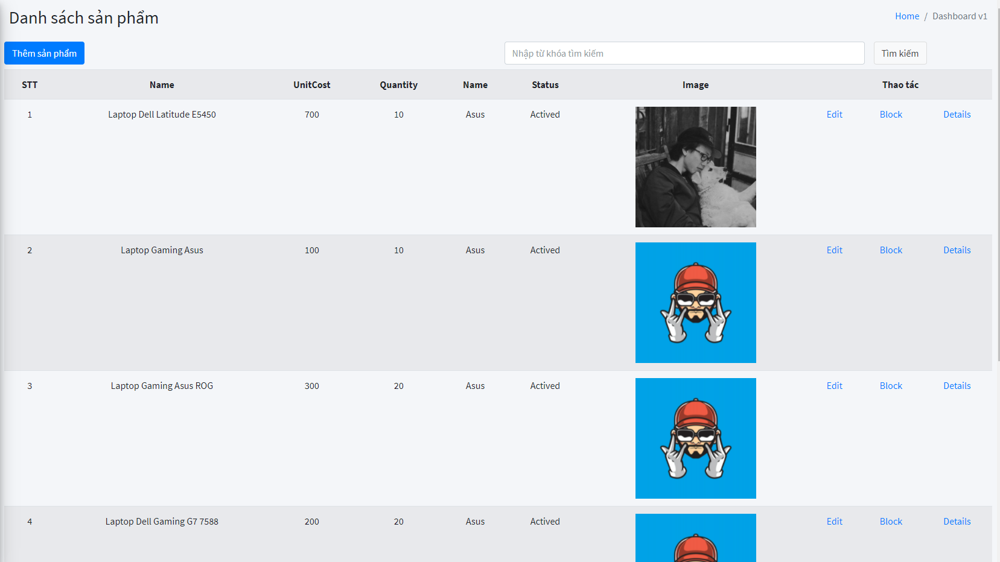 Danh sách sản phẩm
Home / Dashboard v1
Thêm sản phẩm
Nhập từ khóa tìm kiếm
Tìm kiếm
STT Name UnitCost Quantity Name Status Image Thao tác
1 Laptop Dell Latitude E5450 700 10 Asus Actived Edit Block Details
2 Laptop Gaming Asus 100 10 Asus Actived Edit Block Details
3 Laptop Gaming Asus ROG 300 20 Asus Actived Edit Block Details
4 Laptop Dell Gaming G7 7588 200 20 Asus Actived Edit Block Details